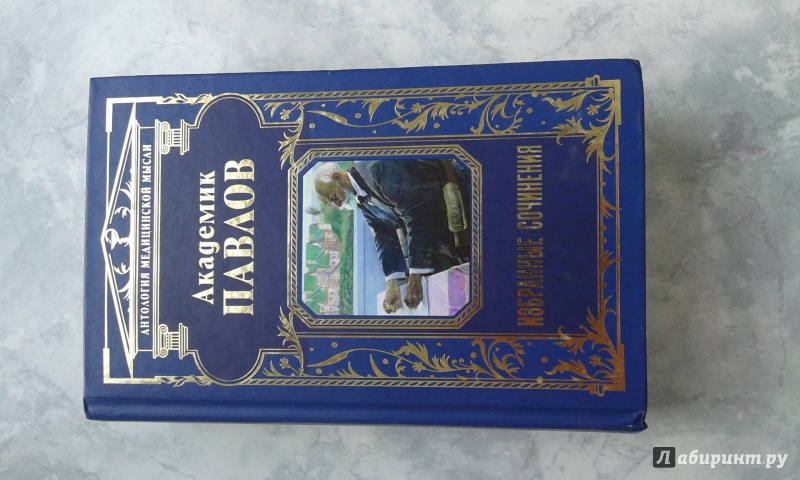 АНТОЛОГИЯ МЕДИЦИНСКОЙ МЫСЛИ
Академик
ПАВЛОВ
ИЗБРАННЫЕ СОЧИНЕНИЯ
Лабиринт.ру